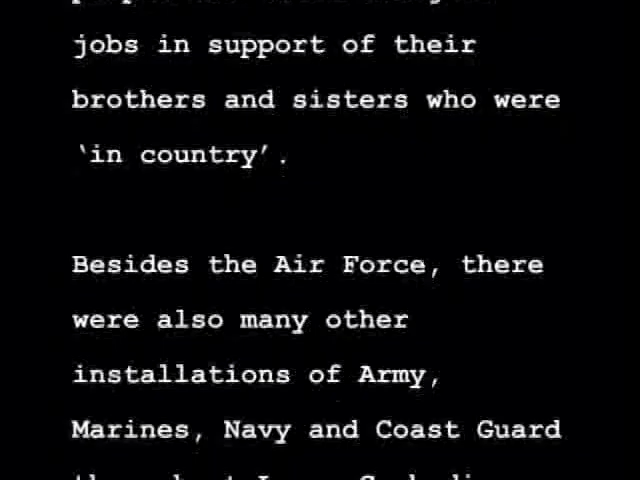 jobs in support of their
brothers and sisters who were
‘in country’.
Besides the Air Force, there
were also many other
installations of Army,
Marines, Navy and Coast Guard